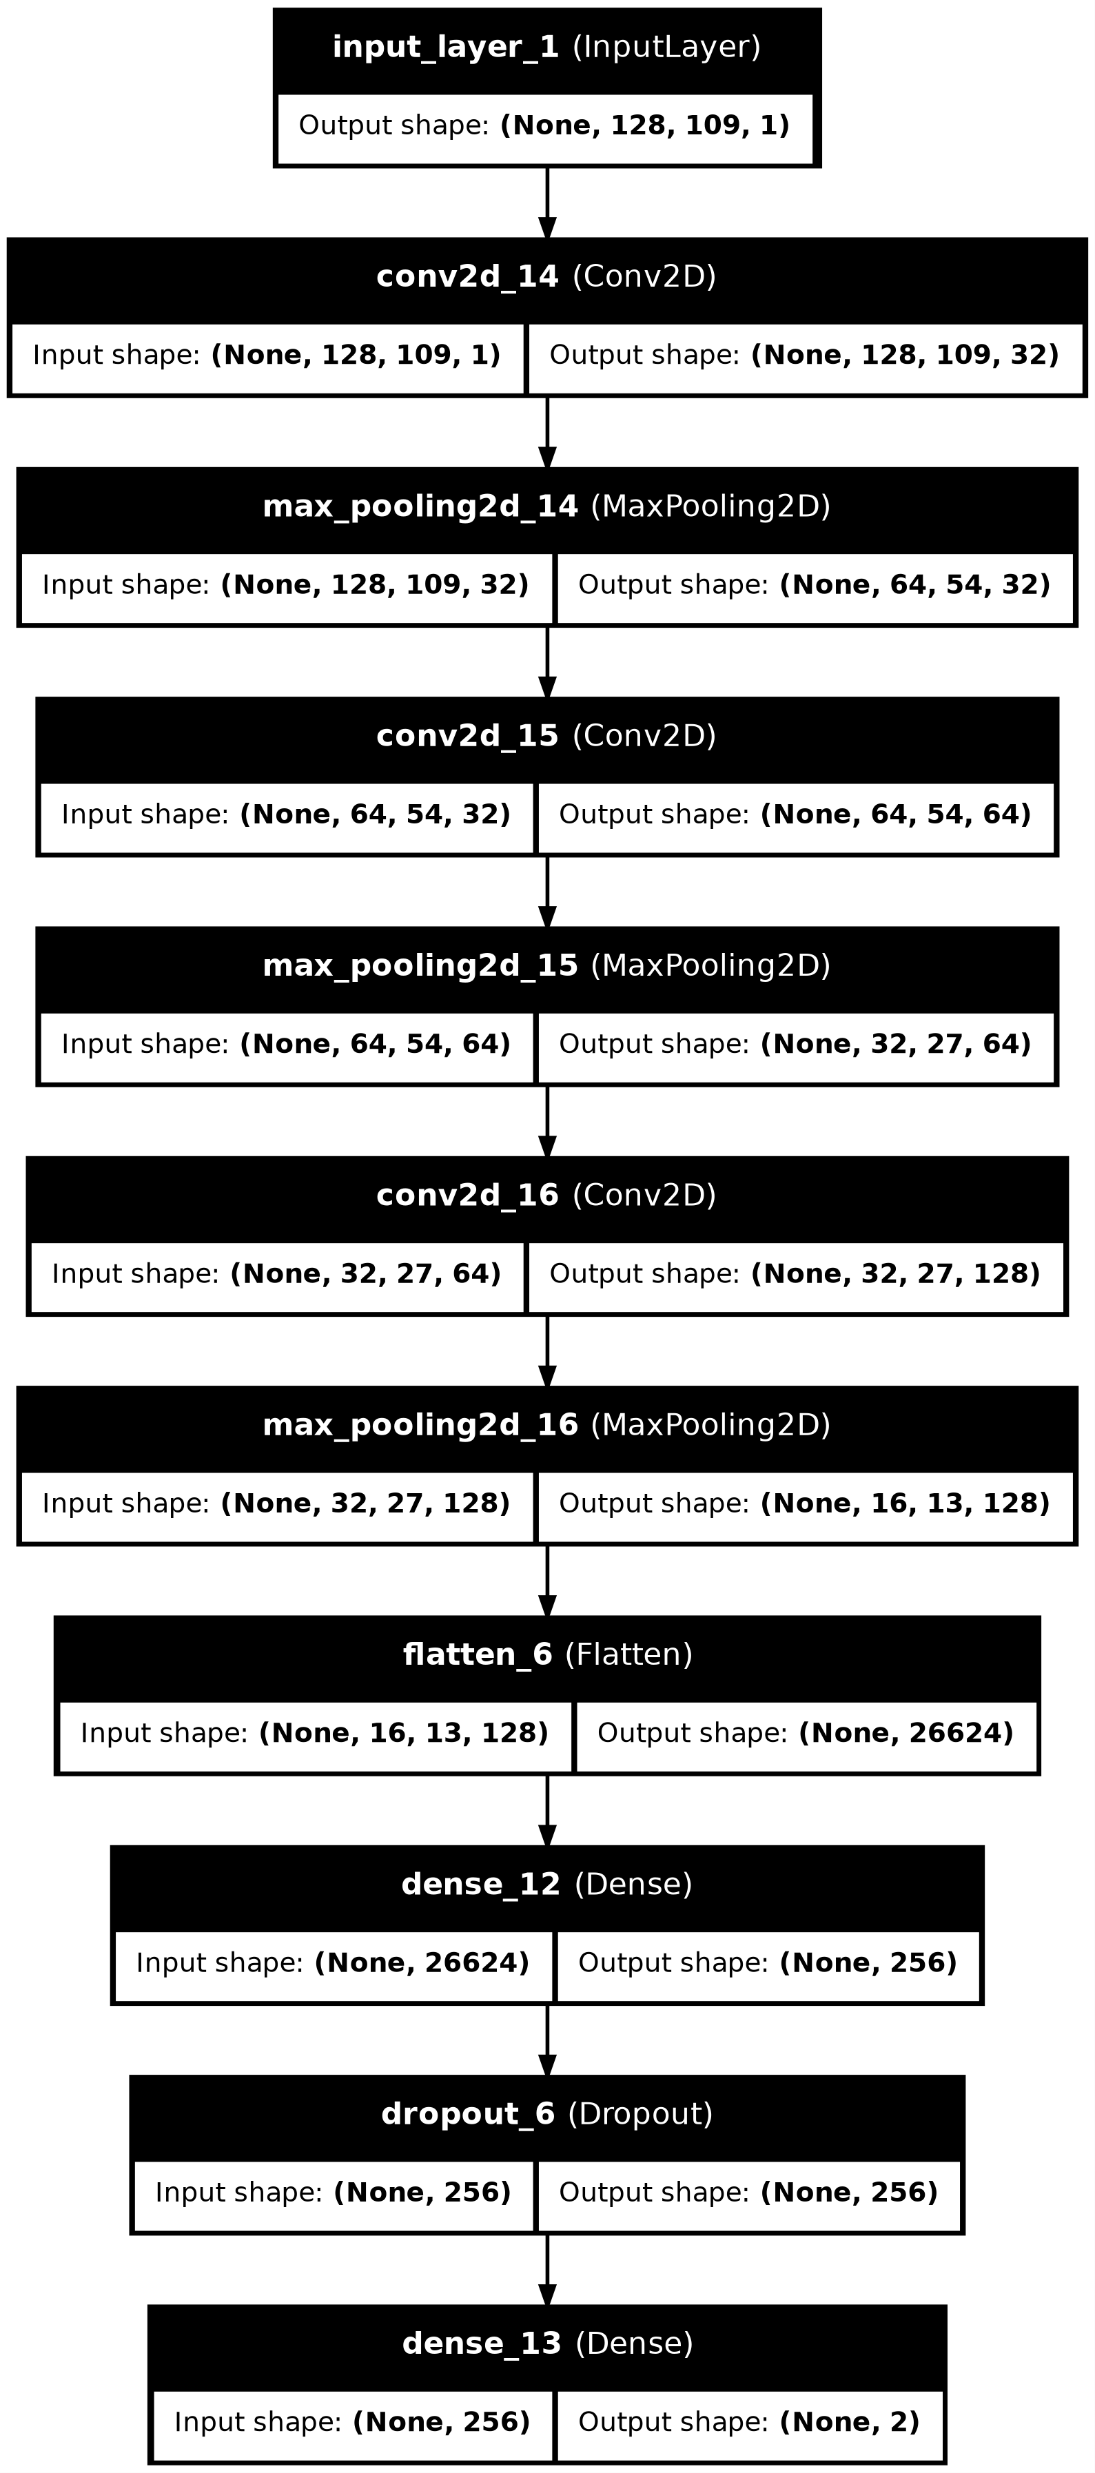 input_layer_1 (InputLayer)
Output shape: (None, 128, 109, 1)
conv2d_14 (Conv2D)
Input shape: (None, 128, 109, 1) Output shape: (None, 128, 109, 32)
max_pooling2d_14 (MaxPooling2D)
Input shape: (None, 128, 109, 32) Output shape: (None, 64, 54, 32)
conv2d_15 (Conv2D)
Input shape: (None, 64, 54, 32) Output shape: (None, 64, 54, 64)
max_pooling2d_15 (MaxPooling2D)
Input shape: (None, 64, 54, 64) Output shape: (None, 32, 27, 64)
conv2d_16 (Conv2D)
Input shape: (None, 32, 27, 64) Output shape: (None, 32, 27, 128)
max_pooling2d_16 (MaxPooling2D)
Input shape: (None, 32, 27, 128) Output shape: (None, 16, 13, 128)
flatten_6 (Flatten)
Input shape: (None, 16, 13, 128) Output shape: (None, 26624)
dense_12 (Dense)
Input shape: (None, 26624) Output shape: (None, 256)
dropout_6 (Dropout)
Input shape: (None, 256) Output shape: (None, 256)
dense_13 (Dense)
Input shape: (None, 256) Output shape: (None, 2)